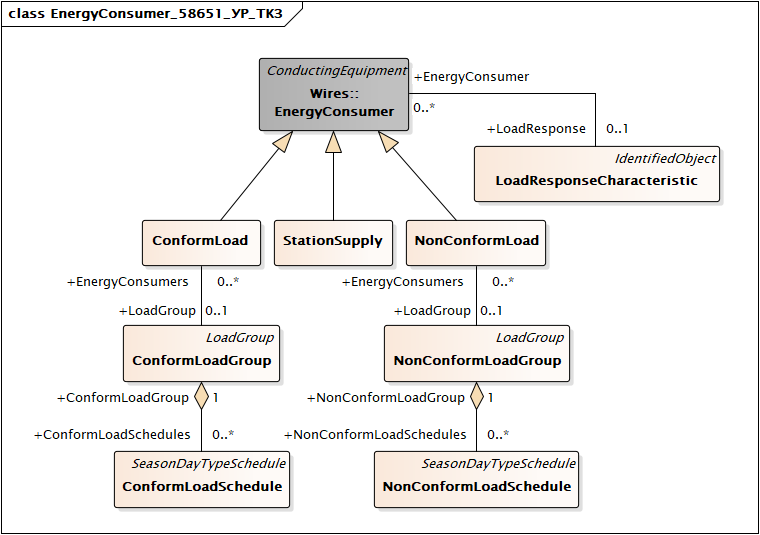 class EnergyConsumer_58651_УР_ТКЗ
ConductingEquipment
Wires::
EnergyConsumer
+EnergyConsumer
0..*
+LoadResponse 0..1
IdentifiedObject
LoadResponseCharacteristic
ConformLoad
StationSupply
NonConformLoad
+EnergyConsumers 0..*
+EnergyConsumers 0..*
+LoadGroup 0..1
+LoadGroup 0..1
LoadGroup
ConformLoadGroup
LoadGroup
NonConformLoadGroup
+ConformLoadGroup 1
+NonConformLoadGroup 1
+ConformLoadSchedules 0..*
+NonConformLoadSchedules 0..*
SeasonDayTypeSchedule
ConformLoadSchedule
SeasonDayTypeSchedule
NonConformLoadSchedule